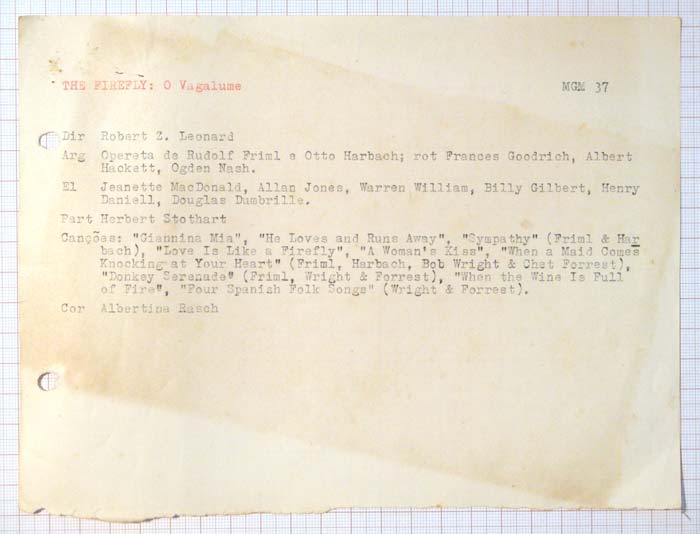 THE FIREFLY: O Vagalume MGM 37
Dir Robert Z. Leonard
Arg Opereta de Rudolf Friml e Otto Harbach; rot Frances Goodrich, Albert
Hackett, Ogden Nash.
El Jeanette MacDonald, Allan Jones, Warren William, Billy Gilbert, Henry
Daniell, Douglas Dumbrille.
Part Herbert Stothart
Canções: "Giannina Mia", "He Loves and Runs Away", "Sympathy" (Friml & Har
bach), "Love Is Like a Firefly", "A Woman's Kiss", "When a Maid Comes
Knocking at Your Heart" (Friml, Harbach, Bob Wright & Chet Forrest),
"Donkey Serenade" (Friml, Wright & Forrest), "When the Wine Is Full
of Fire", "Four Spanish Folk Songs" (Wright & Forrest).
Cor Albertina Rasch